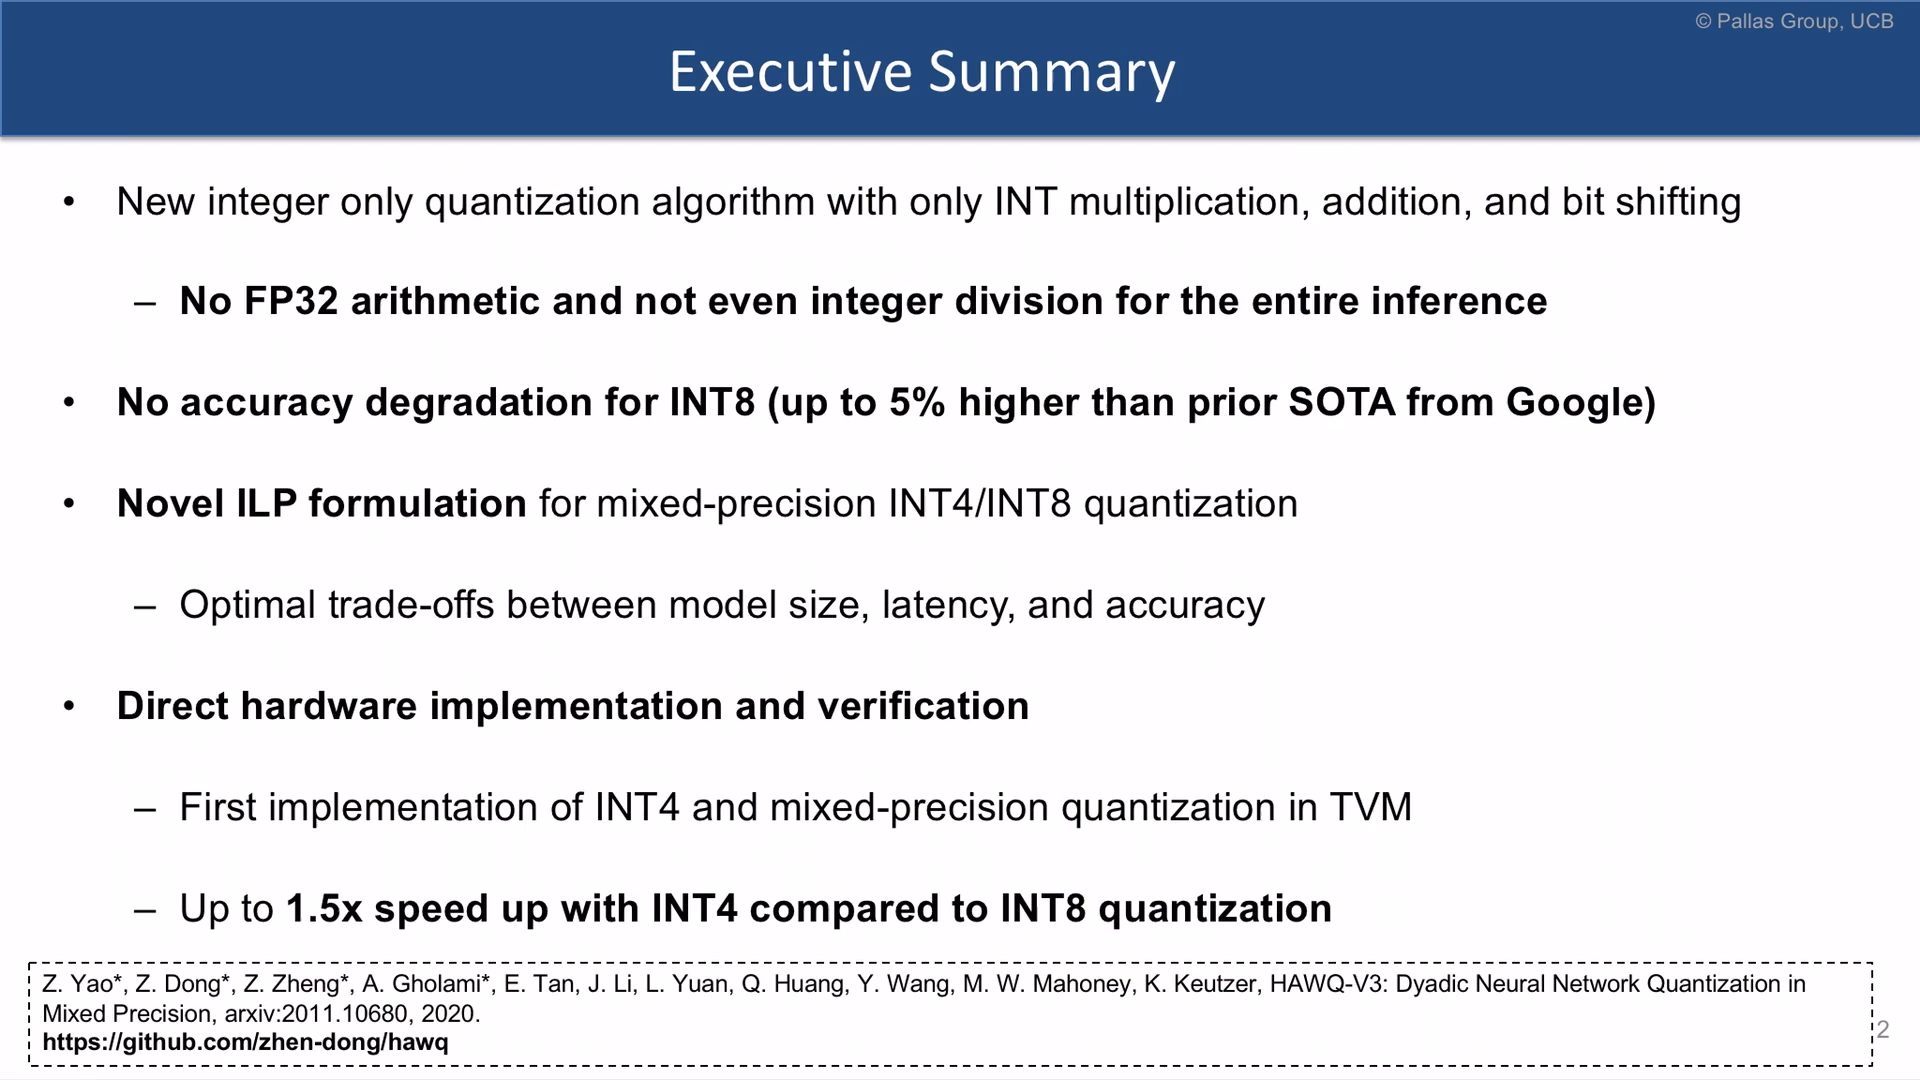 © Pallas Group, UCB
Executive Summary
• New integer only quantization algorithm with only INT multiplication, addition, and bit shifting
– No FP32 arithmetic and not even integer division for the entire inference
• No accuracy degradation for INT8 (up to 5% higher than prior SOTA from Google)
• Novel ILP formulation for mixed-precision INT4/INT8 quantization
– Optimal trade-offs between model size, latency, and accuracy
• Direct hardware implementation and verification
– First implementation of INT4 and mixed-precision quantization in TVM
– Up to 1.5x speed up with INT4 compared to INT8 quantization
Z. Yao*, Z. Dong*, Z. Zheng*, A. Gholami*, E. Tan, J. Li, L. Yuan, Q. Huang, Y. Wang, M. W. Mahoney, K. Keutzer, HAWQ-V3: Dyadic Neural Network Quantization in
Mixed Precision, arxiv:2011.10680, 2020.
https://github.com/zhen-dong/hawq
2